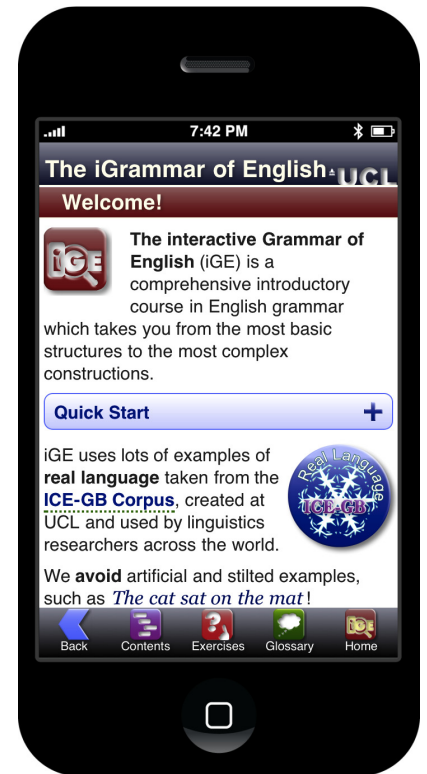 7:42 PM
The iGrammar of English UCL
Welcome!
iGE
The interactive Grammar of
English (iGE) is a
comprehensive introductory
course in English grammar
which takes you from the most basic
structures to the most complex
constructions.
Quick Start +
iGE uses lots of examples of
real language taken from the
ICE-GB Corpus, created at
UCL and used by linguistics
researchers across the world.
Real Language
ICE-GB
We avoid artificial and stilted examples,
such as The cat sat on the mat!
Back Contents Exercises Glossary Home